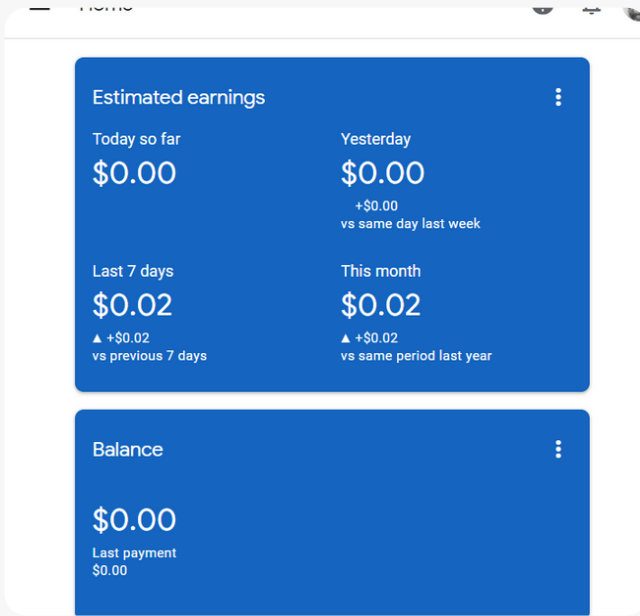 Home
Estimated earnings
Today so far
$0.00
Yesterday
$0.00
+$0.00
vs same day last week
Last 7 days
$0.02
▲ +$0.02
vs previous 7 days
This month
$0.02
▲ +$0.02
vs same period last year
Balance
$0.00
Last payment
$0.00